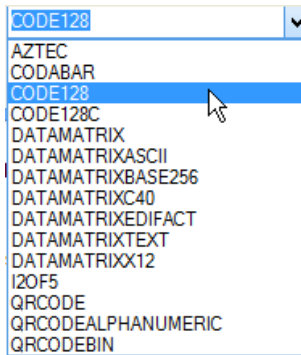 CODE128
AZTEC
CODABAR
CODE128
CODE128C
DATAMATRIX
DATAMATRIXASCII
DATAMATRIXBASE256
DATAMATRIXC40
DATAMATRIXEDIFACT
DATAMATRIXTEXT
DATAMATRIXX12
I2OF5
QRCODE
QRCODEALPHANUMERIC
QRCODEBIN